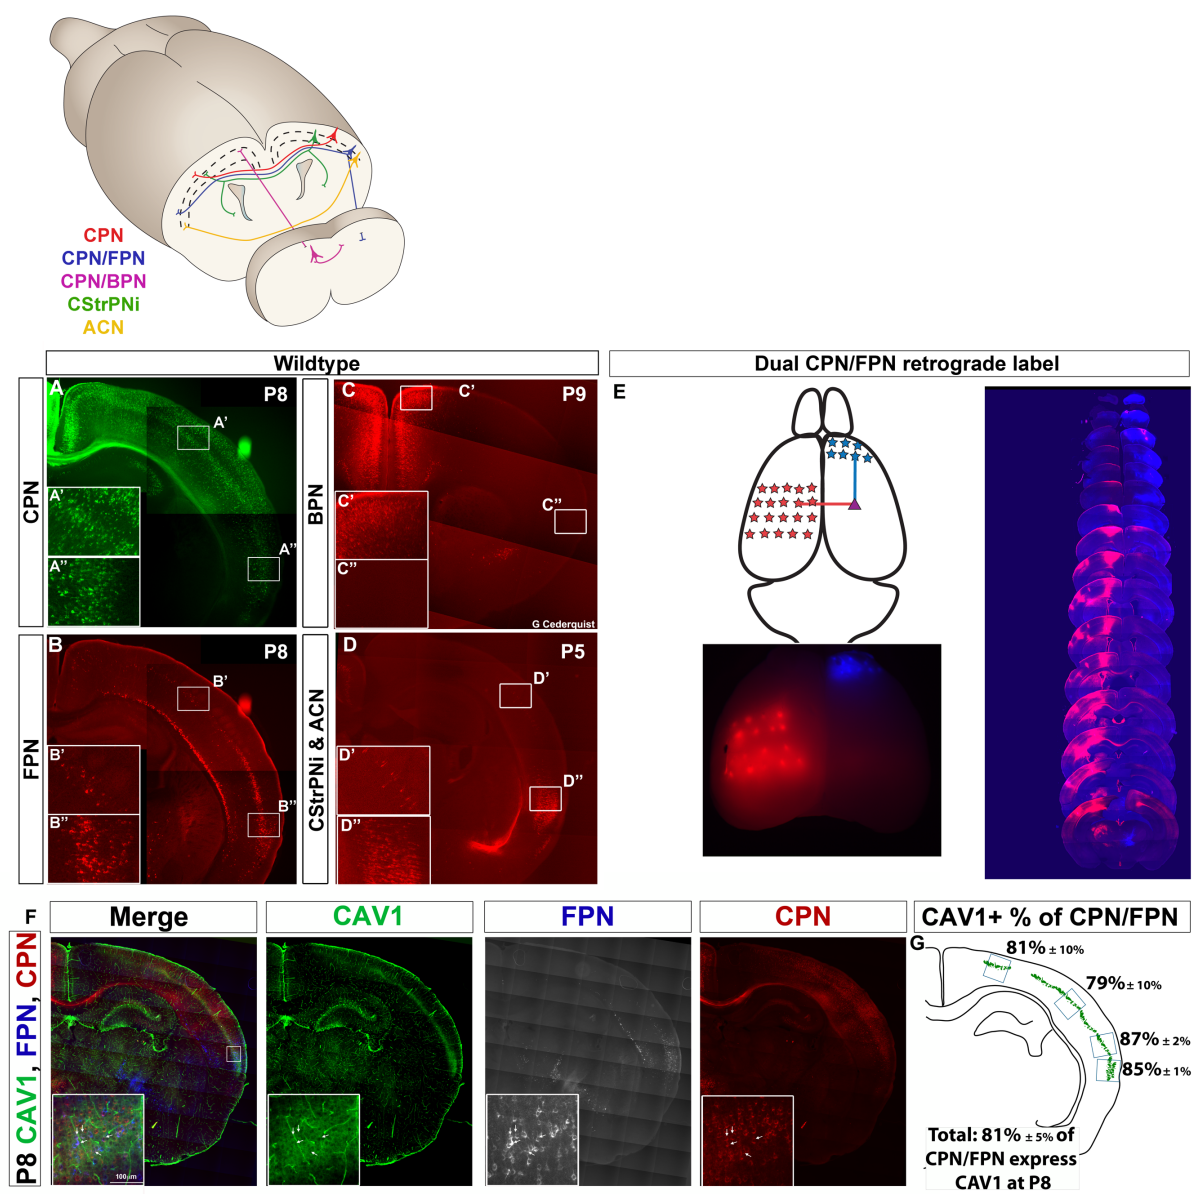 CPN
CPN/FPN
CPN/BPN
CStrPNi
ACN
Wildtype
Dual CPN/FPN retrograde label
CPN
A
P8
A'
A'
A''
A''
BPN
C
C'
P9
C'
C''
C''
G Cederquist
E
FPN
B
P8
B'
B'
B''
B''
CStrPNi & ACN
D
P5
D'
D'
D''
D''
F
Merge
CAV1
FPN
CPN
CAV1+ % of CPN/FPN
P8 CAV1, FPN, CPN
100µm
G
81% ± 10%
79% ± 10%
87% ± 2%
85% ± 1%
Total: 81% ± 5% of
CPN/FPN express
CAV1 at P8